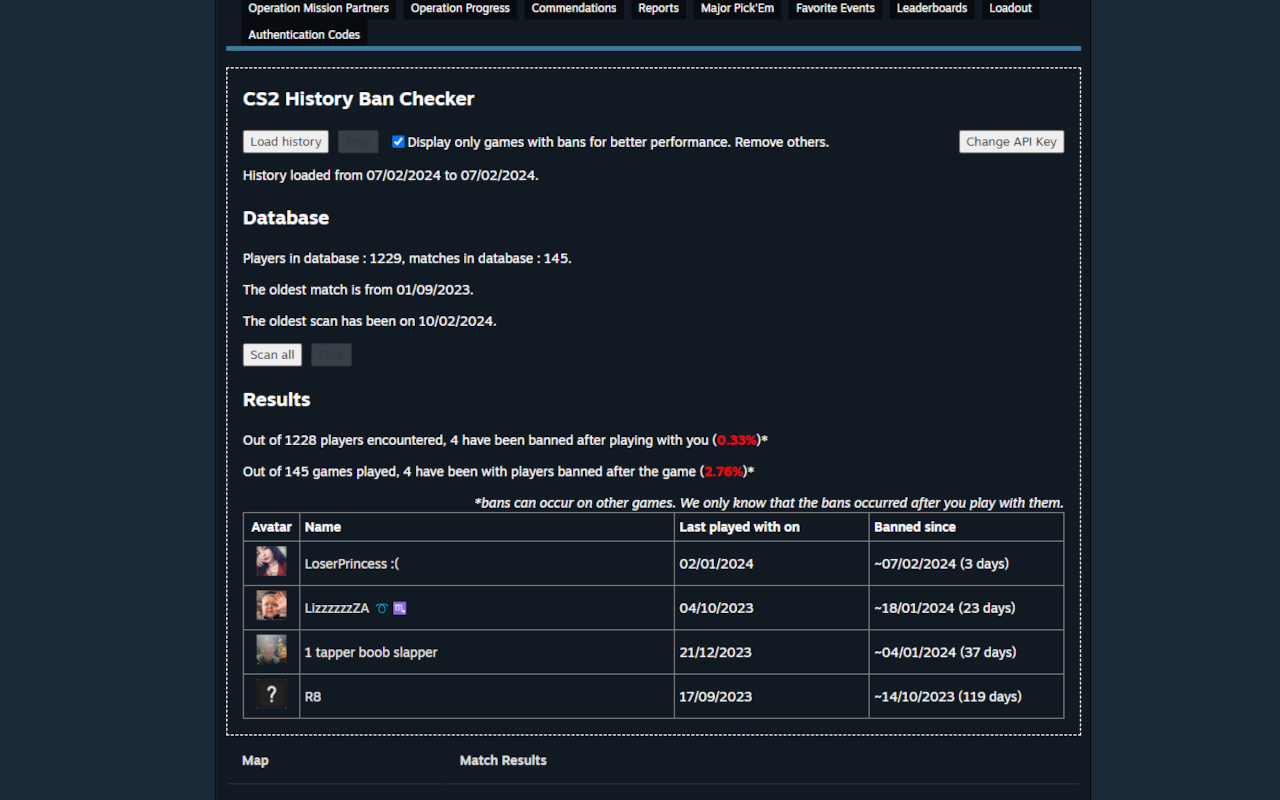 Operation Mission Partners Operation Progress Commendations Reports Major Pick'Em Favorite Events Leaderboards Loadout
Authentication Codes
CS2 History Ban Checker
Load history Stop Display only games with bans for better performance. Remove others. Change API Key
History loaded from 07/02/2024 to 07/02/2024.
Database
Players in database : 1229, matches in database : 145.
The oldest match is from 01/09/2023.
The oldest scan has been on 10/02/2024.
Scan all Stop
Results
Out of 1228 players encountered, 4 have been banned after playing with you (0.33%)*
Out of 145 games played, 4 have been with players banned after the game (2.76%)*
*bans can occur on other games. We only know that the bans occurred after you play with them.
Avatar Name Last played with on Banned since
LoserPrincess :( 02/01/2024 ~07/02/2024 (3 days)
LizzzzzzZA ➰ ♏ 04/10/2023 ~18/01/2024 (23 days)
1 tapper boob slapper 21/12/2023 ~04/01/2024 (37 days)
? R8 17/09/2023 ~14/10/2023 (119 days)
Map Match Results